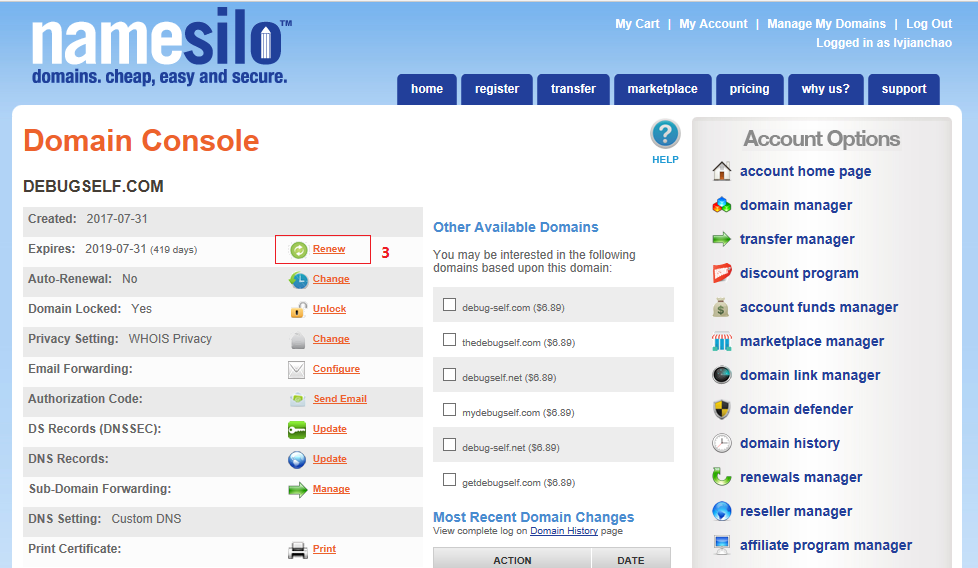 namesilo™
domains. cheap, easy and secure.
My Cart | My Account | Manage My Domains | Log Out
Logged in as lvjianchao
home register transfer marketplace pricing why us? support
Domain Console
HELP
DEBUGSELF.COM
Created: 2017-07-31
Expires: 2019-07-31 (419 days) Renew 3
Auto-Renewal: No Change
Domain Locked: Yes Unlock
Privacy Setting: WHOIS Privacy Change
Email Forwarding: Configure
Authorization Code: Send Email
DS Records (DNSSEC): Update
DNS Records: Update
Sub-Domain Forwarding: Manage
DNS Setting: Custom DNS
Print Certificate: Print
Other Available Domains
You may be interested in the following
domains based upon this domain:
debug-self.com ($6.89)
thedebugself.com ($6.89)
debugself.net ($6.89)
mydebugself.com ($6.89)
debug-self.net ($6.89)
getdebugself.com ($6.89)
Most Recent Domain Changes
View complete log on Domain History page
ACTION DATE
Account Options
account home page
domain manager
transfer manager
discount program
account funds manager
marketplace manager
domain link manager
domain defender
domain history
renewals manager
reseller manager
affiliate program manager